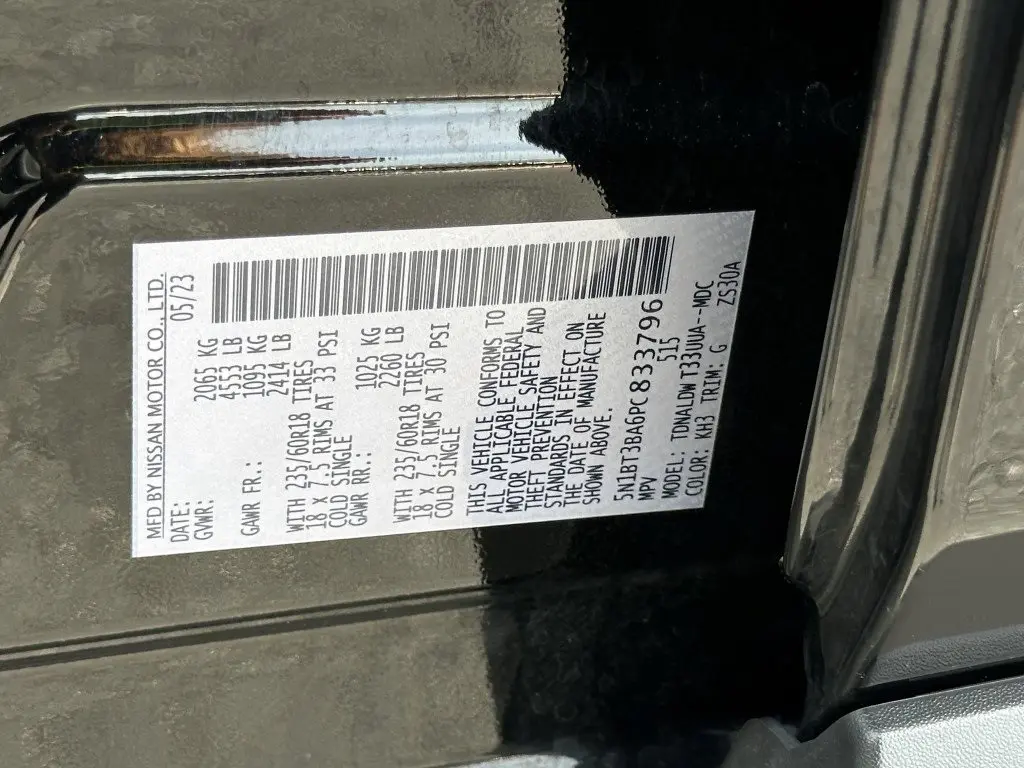 MFD BY NISSAN MOTOR CO., LTD.
DATE: 05/23
GVWR: 2065 KG
4553 LB
GAWR FR.: 1095 KG
2414 LB
WITH 235/60R18 TIRES
18 X 7.5 RIMS AT 33 PSI
COLD SINGLE
GAWR RR.: 1025 KG
2260 LB
WITH 235/60R18 TIRES
18 X 7.5 RIMS AT 30 PSI
COLD SINGLE
THIS VEHICLE CONFORMS TO
ALL APPLICABLE FEDERAL
MOTOR VEHICLE SAFETY AND
THEFT PREVENTION
STANDARDS IN EFFECT ON
THE DATE OF MANUFACTURE
SHOWN ABOVE.
5N1BT3BA6PC833796
MPV 515
MODEL: TDNALDWT33UUA--MDC
COLOR: KH3 TRIM: G ZS30A